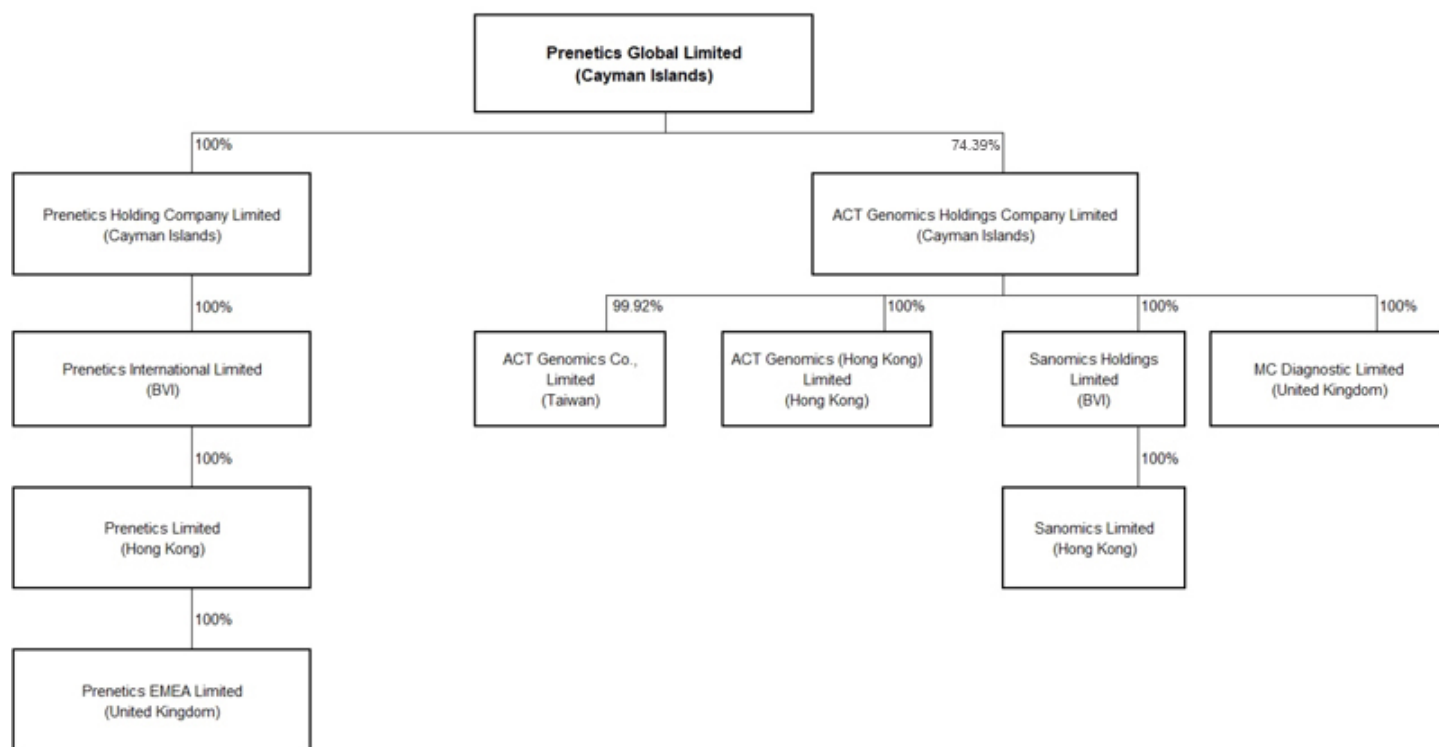 Prenetics Global Limited
(Cayman Islands)
100%
74.39%
Prenetics Holding Company Limited
(Cayman Islands)
ACT Genomics Holdings Company Limited
(Cayman Islands)
100%
99.92%
100%
100%
100%
Prenetics International Limited
(BVI)
ACT Genomics Co.,
Limited
(Taiwan)
ACT Genomics (Hong Kong)
Limited
(Hong Kong)
Sanomics Holdings
Limited
(BVI)
MC Diagnostic Limited
(United Kingdom)
100%
100%
Prenetics Limited
(Hong Kong)
Sanomics Limited
(Hong Kong)
100%
Prenetics EMEA Limited
(United Kingdom)